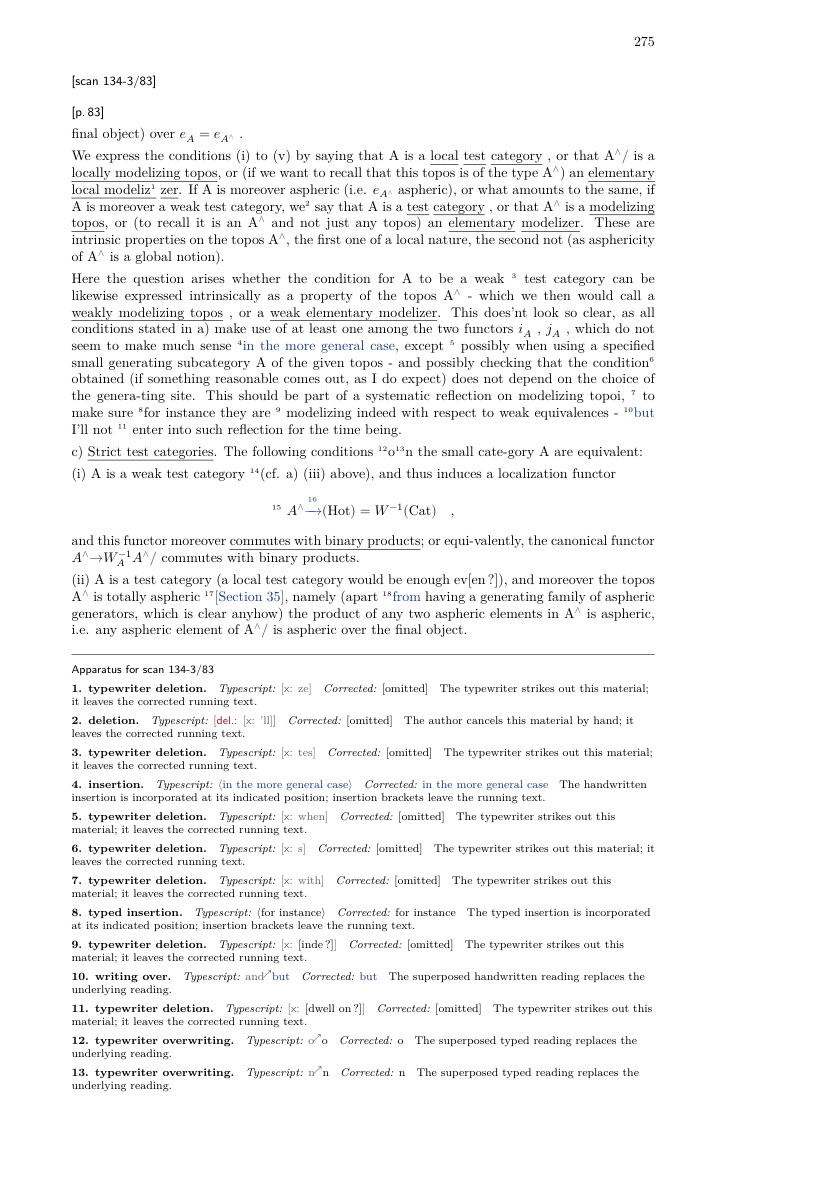 275
[scan 134-3/83]
[p. 83]
final object) over e_A = e_{A^∧} .
We express the conditions (i) to (v) by saying that A is a local test category , or that A^∧/ is a
locally modelizing topos, or (if we want to recall that this topos is of the type A^∧) an elementary
local modeliz¹ zer. If A is moreover aspheric (i.e. e_{A^∧} aspheric), or what amounts to the same, if
A is moreover a weak test category, we² say that A is a test category , or that A^∧ is a modelizing
topos, or (to recall it is an A^∧ and not just any topos) an elementary modelizer. These are
intrinsic properties on the topos A^∧, the first one of a local nature, the second not (as asphericity
of A^∧ is a global notion).
Here the question arises whether the condition for A to be a weak ³ test category can be
likewise expressed intrinsically as a property of the topos A^∧ - which we then would call a
weakly modelizing topos , or a weak elementary modelizer. This does'nt look so clear, as all
conditions stated in a) make use of at least one among the two functors i_A , j_A , which do not
seem to make much sense ⁴in the more general case, except ⁵ possibly when using a specified
small generating subcategory A of the given topos - and possibly checking that the condition⁶
obtained (if something reasonable comes out, as I do expect) does not depend on the choice of
the genera-ting site. This should be part of a systematic reflection on modelizing topoi, ⁷ to
make sure ⁸for instance they are ⁹ modelizing indeed with respect to weak equivalences - ¹⁰but
I'll not ¹¹ enter into such reflection for the time being.
c) Strict test categories. The following conditions ¹²o¹³n the small cate-gory A are equivalent:
(i) A is a weak test category ¹⁴(cf. a) (iii) above), and thus induces a localization functor
¹⁵ A^∧ →¹⁶ (Hot) = W⁻¹(Cat) ,
and this functor moreover commutes with binary products; or equi-valently, the canonical functor
A^∧→W_A⁻¹A^∧/ commutes with binary products.
(ii) A is a test category (a local test category would be enough ev[en ?]), and moreover the topos
A^∧ is totally aspheric ¹⁷[Section 35], namely (apart ¹⁸from having a generating family of aspheric
generators, which is clear anyhow) the product of any two aspheric elements in A^∧ is aspheric,
i.e. any aspheric element of A^∧/ is aspheric over the final object.
Apparatus for scan 134-3/83
1. typewriter deletion. Typescript: [x: ze] Corrected: [omitted] The typewriter strikes out this material;
it leaves the corrected running text.
2. deletion. Typescript: [del.: [x: 'll]] Corrected: [omitted] The author cancels this material by hand; it
leaves the corrected running text.
3. typewriter deletion. Typescript: [x: tes] Corrected: [omitted] The typewriter strikes out this material;
it leaves the corrected running text.
4. insertion. Typescript: ⟨in the more general case⟩ Corrected: in the more general case The handwritten
insertion is incorporated at its indicated position; insertion brackets leave the running text.
5. typewriter deletion. Typescript: [x: when] Corrected: [omitted] The typewriter strikes out this
material; it leaves the corrected running text.
6. typewriter deletion. Typescript: [x: s] Corrected: [omitted] The typewriter strikes out this material; it
leaves the corrected running text.
7. typewriter deletion. Typescript: [x: with] Corrected: [omitted] The typewriter strikes out this
material; it leaves the corrected running text.
8. typed insertion. Typescript: ⟨for instance⟩ Corrected: for instance The typed insertion is incorporated
at its indicated position; insertion brackets leave the running text.
9. typewriter deletion. Typescript: [x: [inde ?]] Corrected: [omitted] The typewriter strikes out this
material; it leaves the corrected running text.
10. writing over. Typescript: and↗but Corrected: but The superposed handwritten reading replaces the
underlying reading.
11. typewriter deletion. Typescript: [x: [dwell on ?]] Corrected: [omitted] The typewriter strikes out this
material; it leaves the corrected running text.
12. typewriter overwriting. Typescript: o↗o Corrected: o The superposed typed reading replaces the
underlying reading.
13. typewriter overwriting. Typescript: n↗n Corrected: n The superposed typed reading replaces the
underlying reading.